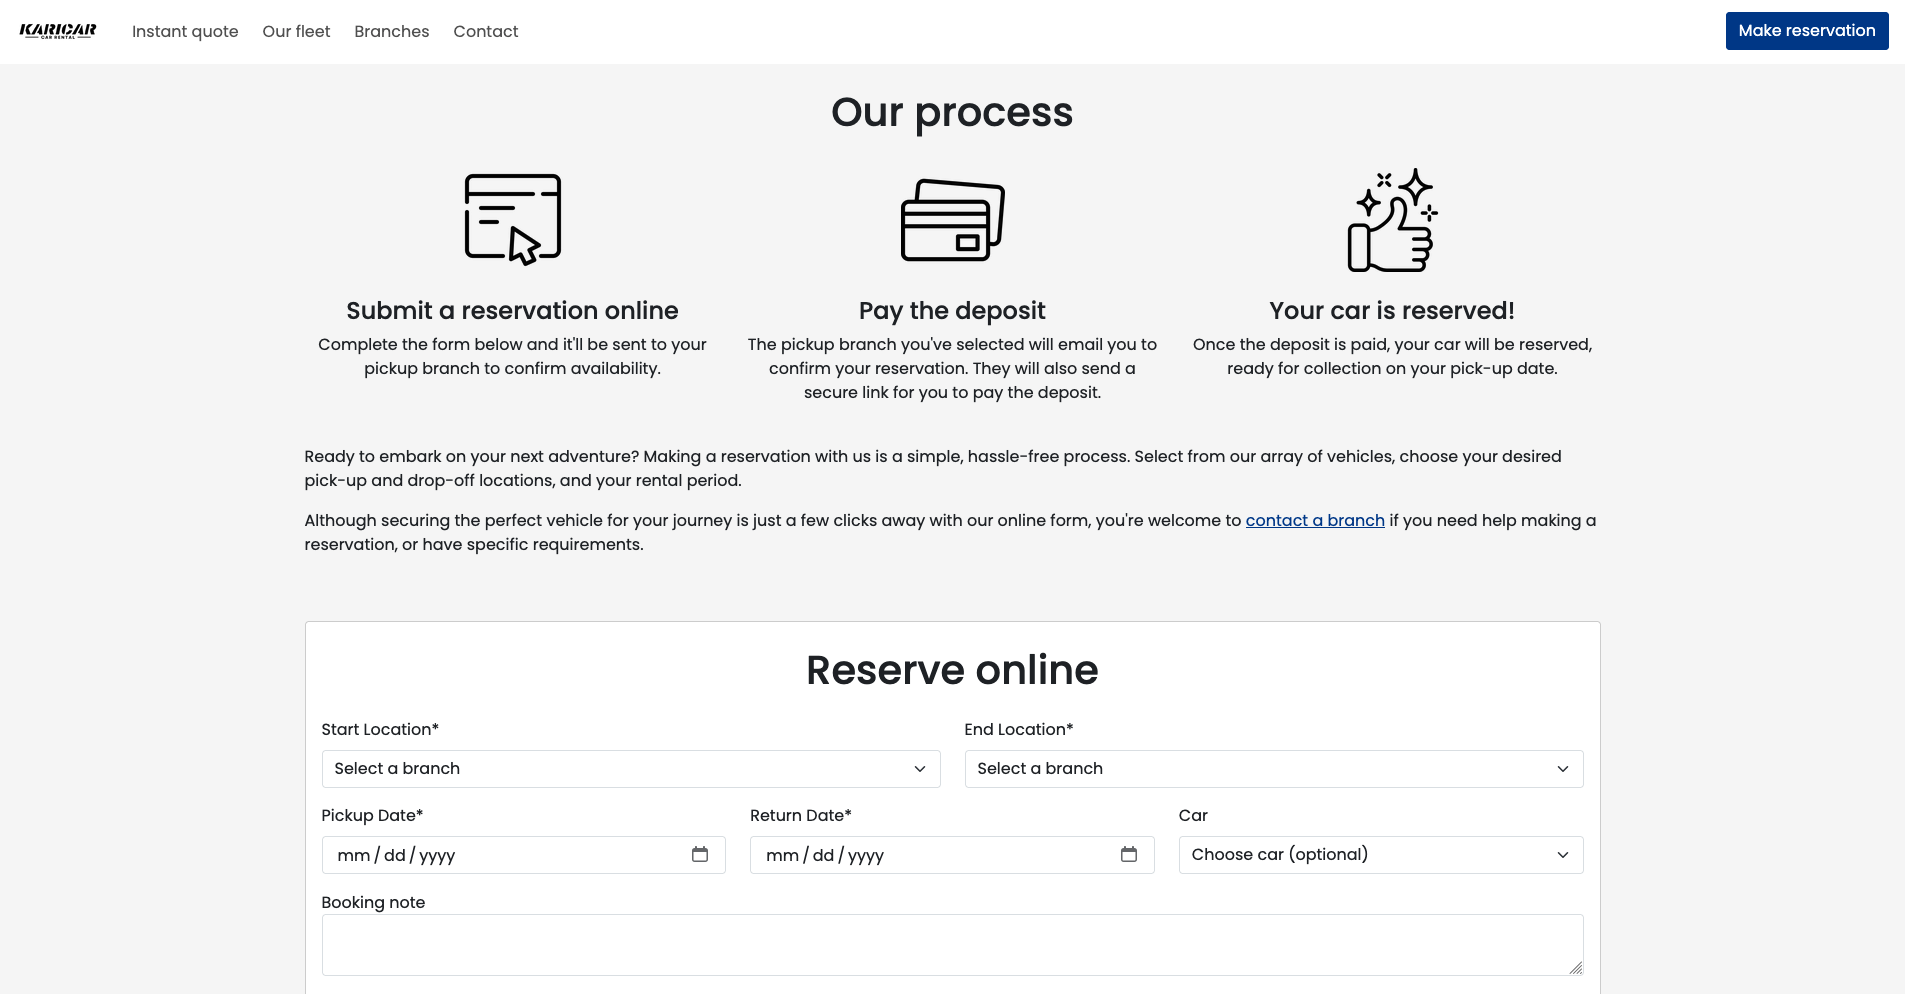 KARICAR
CAR RENTAL
Instant quote
Our fleet
Branches
Contact
Make reservation
Our process
Submit a reservation online
Complete the form below and it'll be sent to your
pickup branch to confirm availability.
Pay the deposit
The pickup branch you've selected will email you to
confirm your reservation. They will also send a
secure link for you to pay the deposit.
Your car is reserved!
Once the deposit is paid, your car will be reserved,
ready for collection on your pick-up date.
Ready to embark on your next adventure? Making a reservation with us is a simple, hassle-free process. Select from our array of vehicles, choose your desired
pick-up and drop-off locations, and your rental period.
Although securing the perfect vehicle for your journey is just a few clicks away with our online form, you're welcome to contact a branch if you need help making a
reservation, or have specific requirements.
Reserve online
Start Location*
Select a branch
End Location*
Select a branch
Pickup Date*
mm/dd/yyyy
Return Date*
mm/dd/yyyy
Car
Choose car (optional)
Booking note